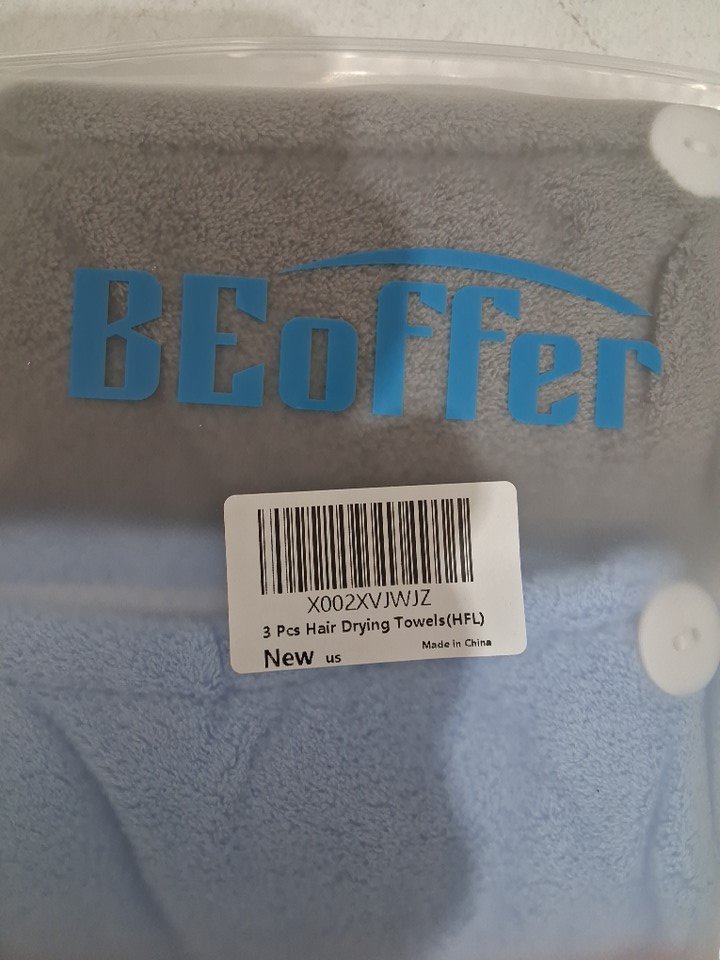 BEoffer
X002XVJWJZ
3 Pcs Hair Drying Towels(HFL)
New us
Made in China